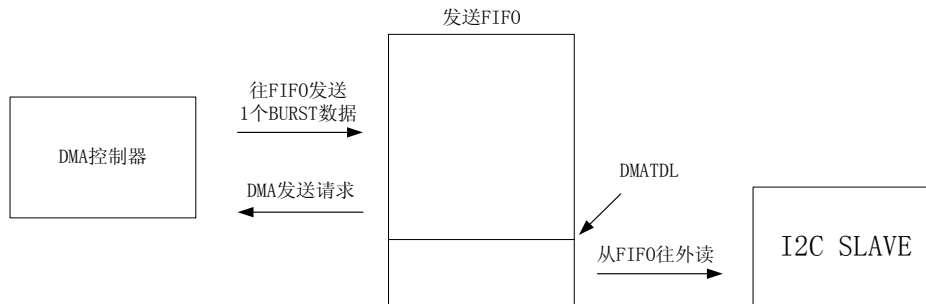 发送FIFO
往FIFO发送
1个BURST数据
DMA控制器
DMA发送请求
DMATDL
从FIFO往外读
I2C SLAVE